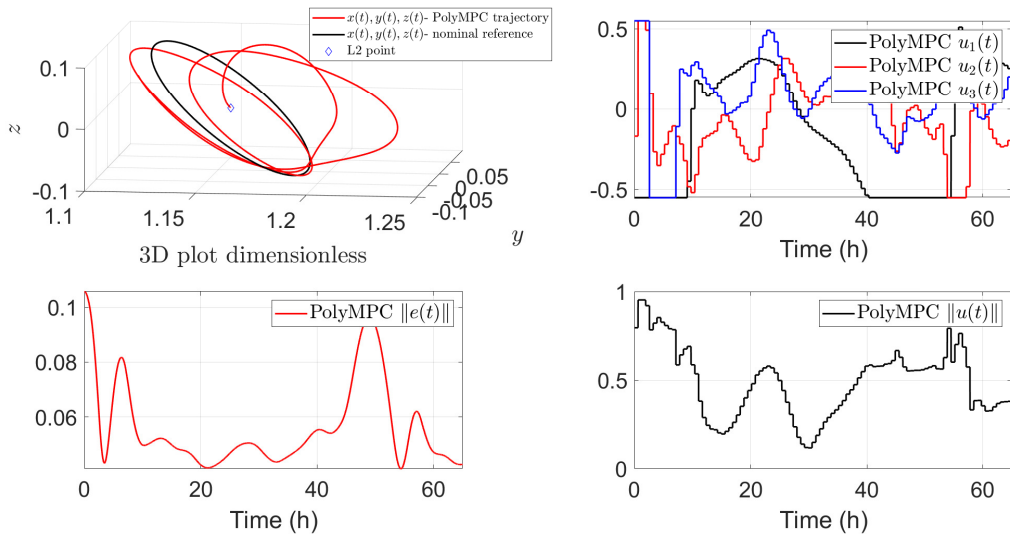 x(t), y(t), z(t)- PolyMPC trajectory
x(t), y(t), z(t)- nominal reference
L2 point
0.1
0
-0.1
z
1.1
1.15
1.2
1.25
0.05
0
-0.05
-0.1
y
3D plot dimensionless
PolyMPC u₁(t)
PolyMPC u₂(t)
PolyMPC u₃(t)
0.5
0
-0.5
0
20
40
60
Time (h)
PolyMPC ‖e(t)‖
0.1
0.08
0.06
0
20
40
60
Time (h)
PolyMPC ‖u(t)‖
1
0.5
0
0
20
40
60
Time (h)